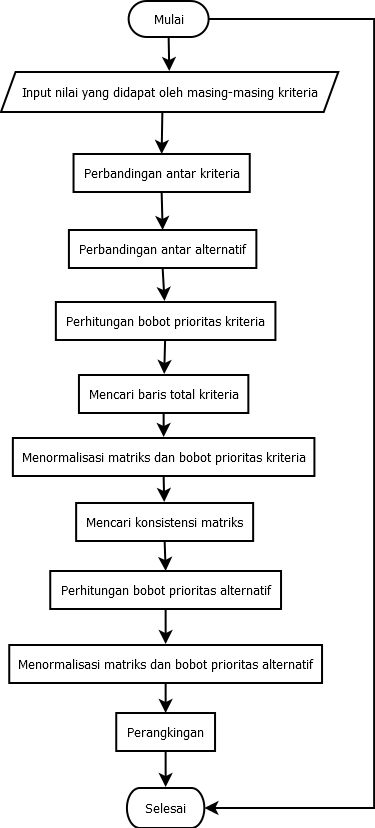 Mulai
Input nilai yang didapat oleh masing-masing kriteria
Perbandingan antar kriteria
Perbandingan antar alternatif
Perhitungan bobot prioritas kriteria
Mencari baris total kriteria
Menormalisasi matriks dan bobot prioritas kriteria
Mencari konsistensi matriks
Perhitungan bobot prioritas alternatif
Menormalisasi matriks dan bobot prioritas alternatif
Perangkingan
Selesai